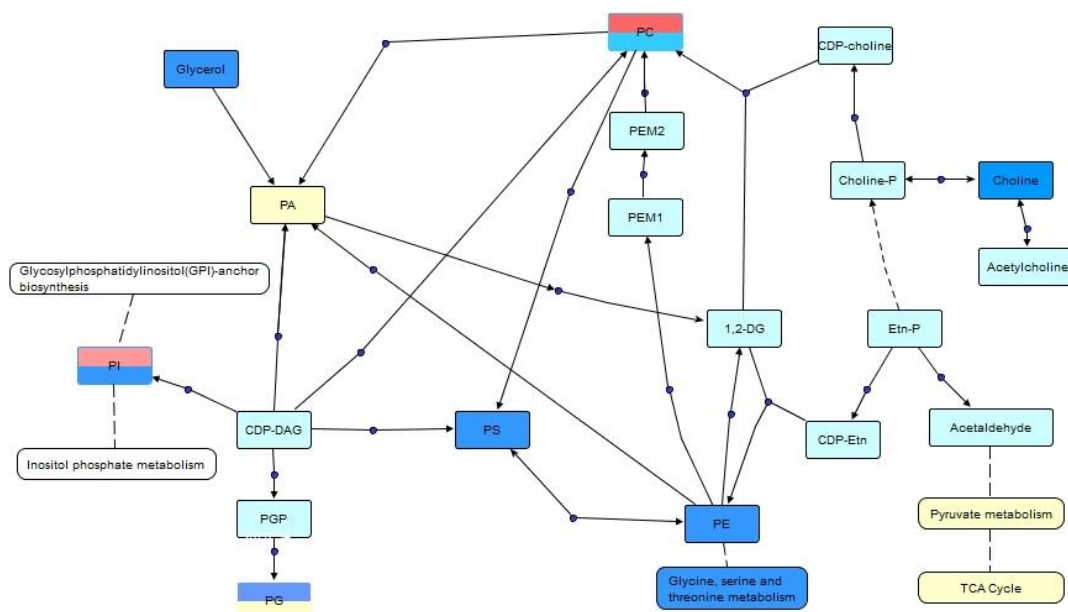 PC
CDP-choline
Glycerol
PEM2
Choline-P
Choline
PA
PEM1
Acetylcholine
Glycosylphosphatidylinositol(GPI)-anchor
biosynthesis
1,2-DG
Etn-P
PI
CDP-DAG
PS
CDP-Etn
Acetaldehyde
Inositol phosphate metabolism
PGP
PE
Pyruvate metabolism
Glycine, serine and
threonine metabolism
TCA Cycle
PG